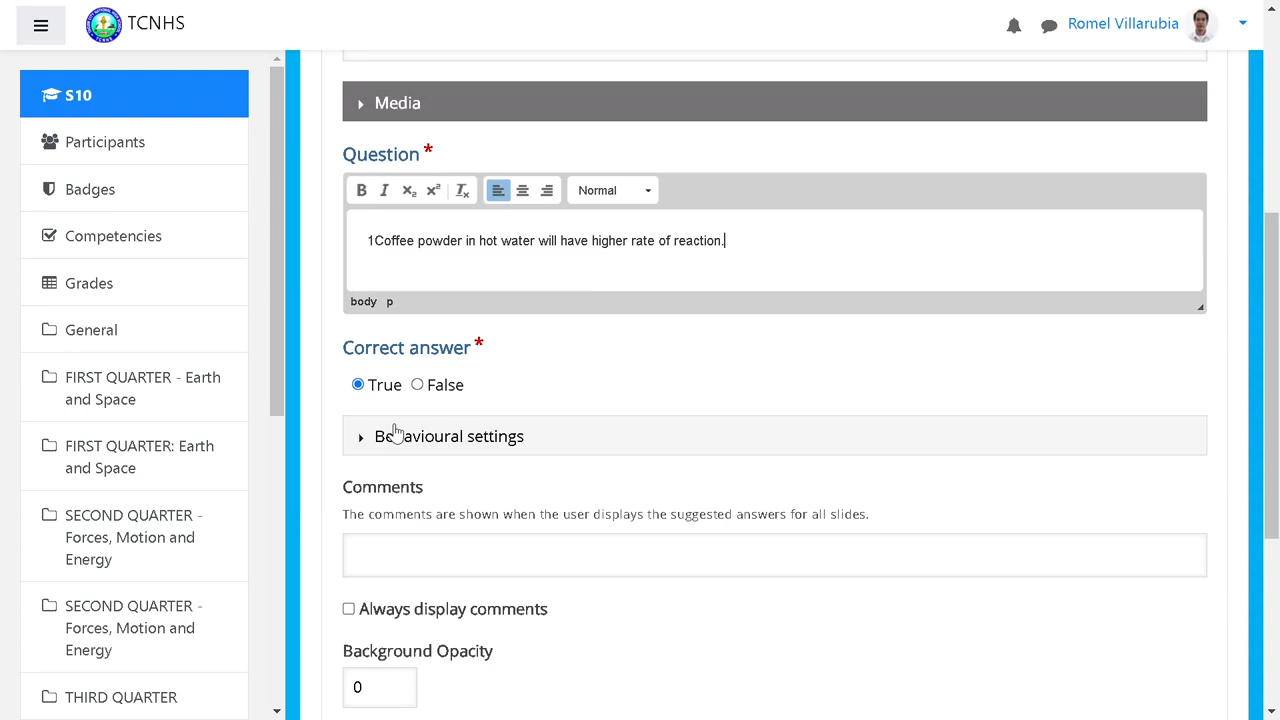 TCNHS
Romel Villarubia
S10
Participants
Badges
Competencies
Grades
General
FIRST QUARTER - Earth
and Space
FIRST QUARTER: Earth
and Space
SECOND QUARTER -
Forces, Motion and
Energy
SECOND QUARTER -
Forces, Motion and
Energy
THIRD QUARTER
Media
Question *
B I x₂ x² Tx Normal
1Coffee powder in hot water will have higher rate of reaction.
body p
Correct answer *
True False
Behavioural settings
Comments
The comments are shown when the user displays the suggested answers for all slides.
Always display comments
Background Opacity
0